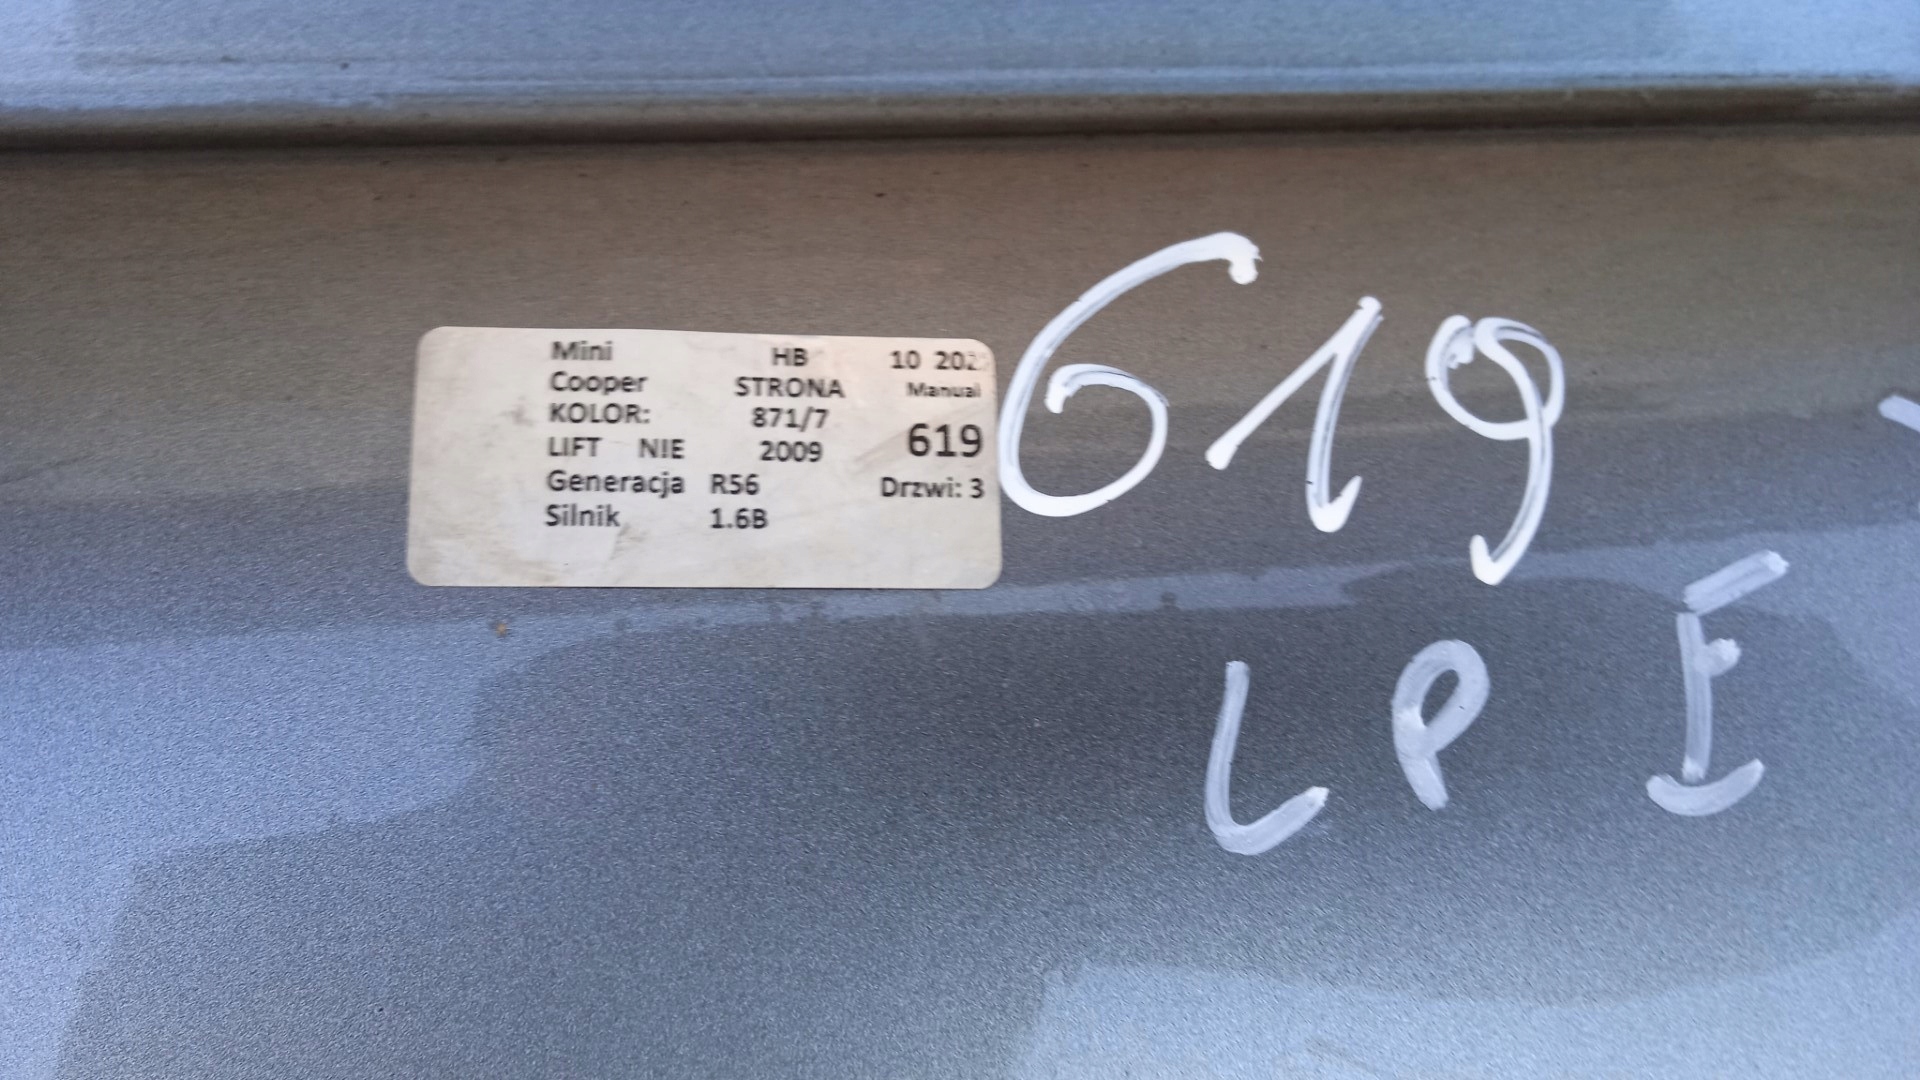 Mini HB 10 202
Cooper STRONA Manual
KOLOR: 871/7
LIFT NIE 2009 619
Generacja R56 Drzwi: 3
Silnik 1.6B
619
LPE